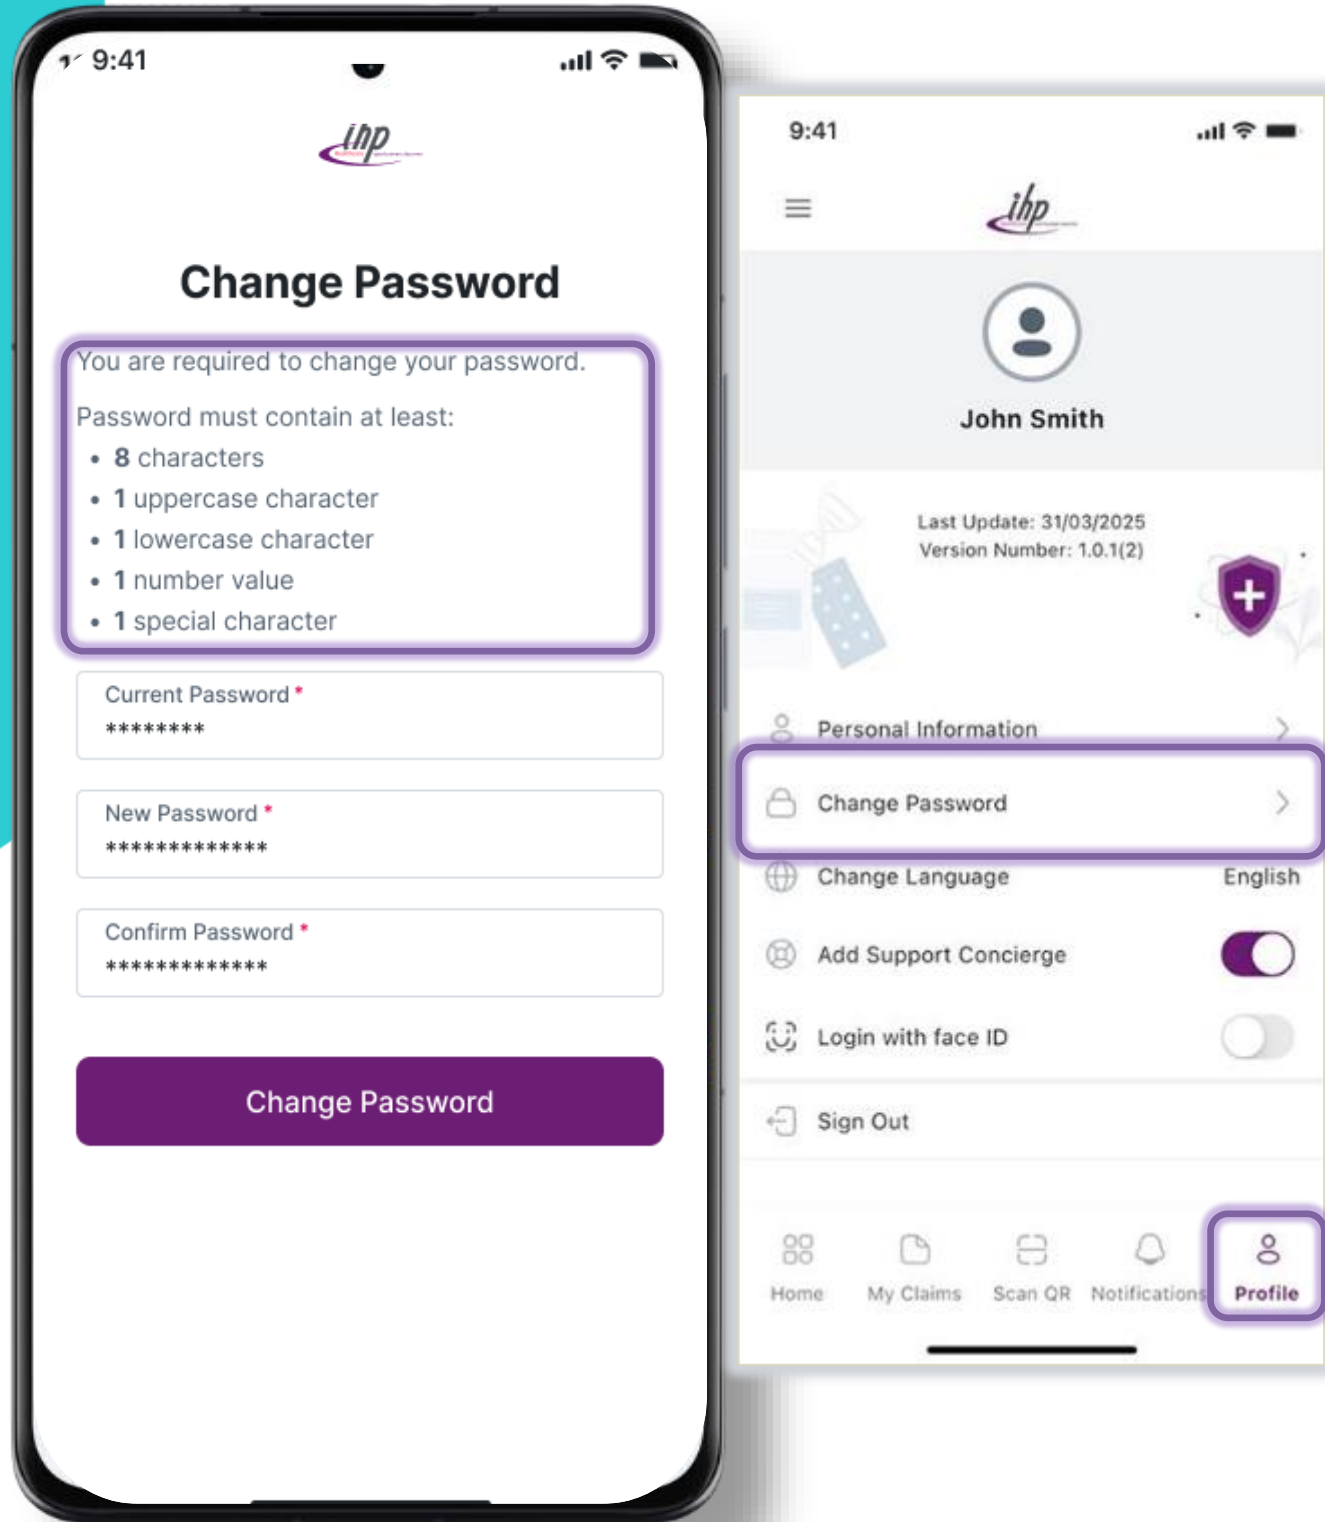 9:41
ihp
Change Password
You are required to change your password.
Password must contain at least:
• 8 characters
• 1 uppercase character
• 1 lowercase character
• 1 number value
• 1 special character
Current Password *
********
New Password *
*************
Confirm Password *
*************
Change Password
9:41
ihp
John Smith
Last Update: 31/03/2025
Version Number: 1.0.1(2)
Personal Information
Change Password
Change Language English
Add Support Concierge
Login with face ID
Sign Out
Home My Claims Scan QR Notifications Profile